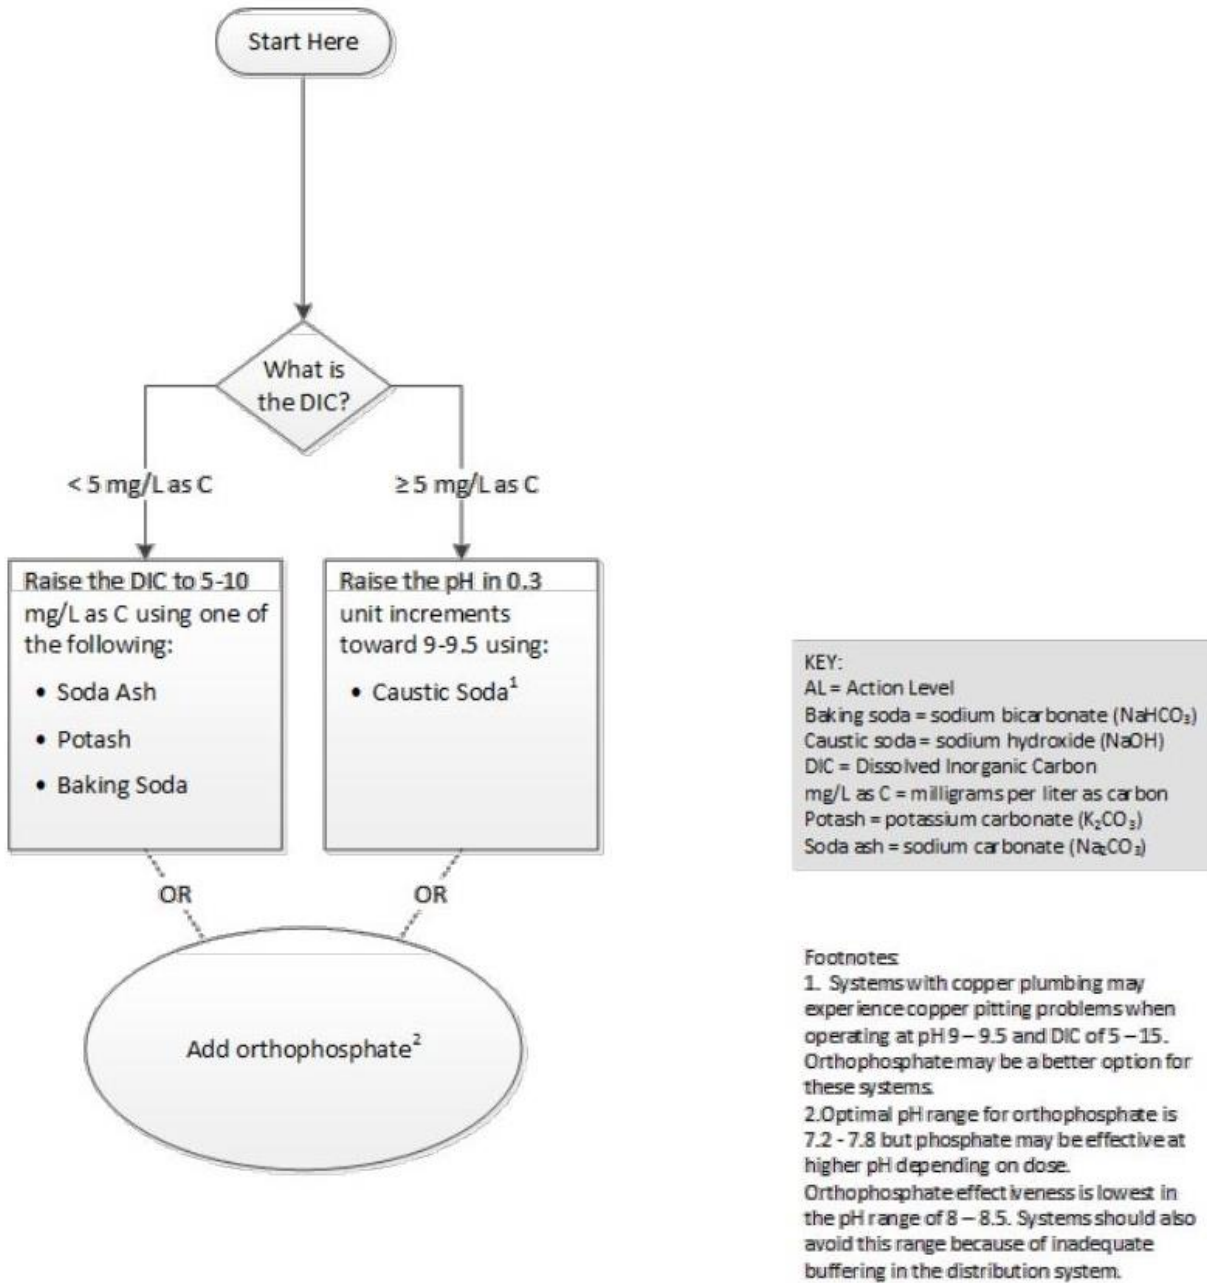 Start Here
What is
the DIC?
< 5 mg/L as C
≥ 5 mg/L as C
Raise the DIC to 5-10
mg/L as C using one of
the following:
• Soda Ash
• Potash
• Baking Soda
Raise the pH in 0.3
unit increments
toward 9-9.5 using:
• Caustic Soda¹
OR
OR
Add orthophosphate²
KEY:
AL = Action Level
Baking soda = sodium bicarbonate (NaHCO₃)
Caustic soda = sodium hydroxide (NaOH)
DIC = Dissolved Inorganic Carbon
mg/L as C = milligrams per liter as carbon
Potash = potassium carbonate (K₂CO₃)
Soda ash = sodium carbonate (Na₂CO₃)
Footnotes:
1. Systems with copper plumbing may
experience copper pitting problems when
operating at pH 9 – 9.5 and DIC of 5 – 15.
Orthophosphate may be a better option for
these systems.
2.Optimal pH range for orthophosphate is
7.2 - 7.8 but phosphate may be effective at
higher pH depending on dose.
Orthophosphate effectiveness is lowest in
the pH range of 8 – 8.5. Systems should also
avoid this range because of inadequate
buffering in the distribution system.